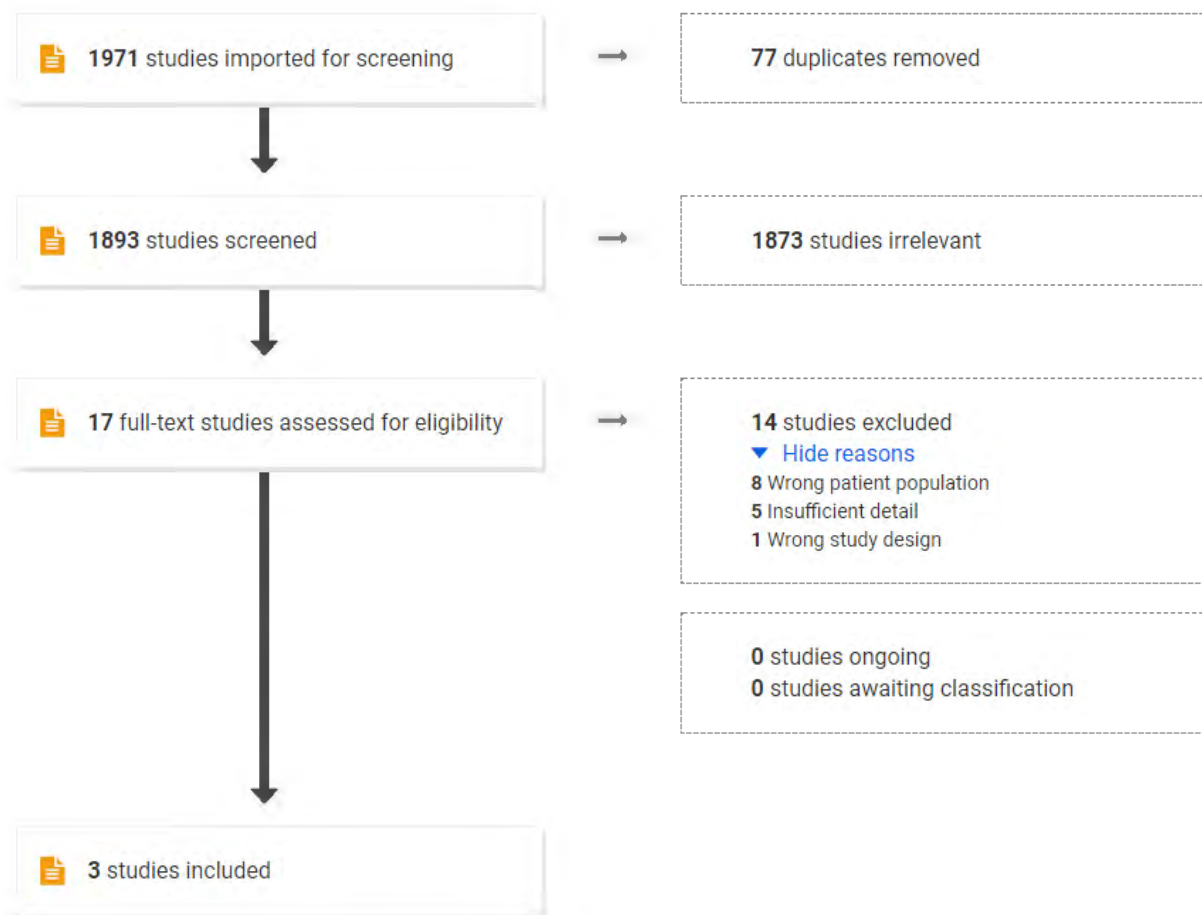 1971 studies imported for screening
77 duplicates removed
1893 studies screened
1873 studies irrelevant
17 full-text studies assessed for eligibility
14 studies excluded
Hide reasons
8 Wrong patient population
5 Insufficient detail
1 Wrong study design
0 studies ongoing
0 studies awaiting classification
3 studies included